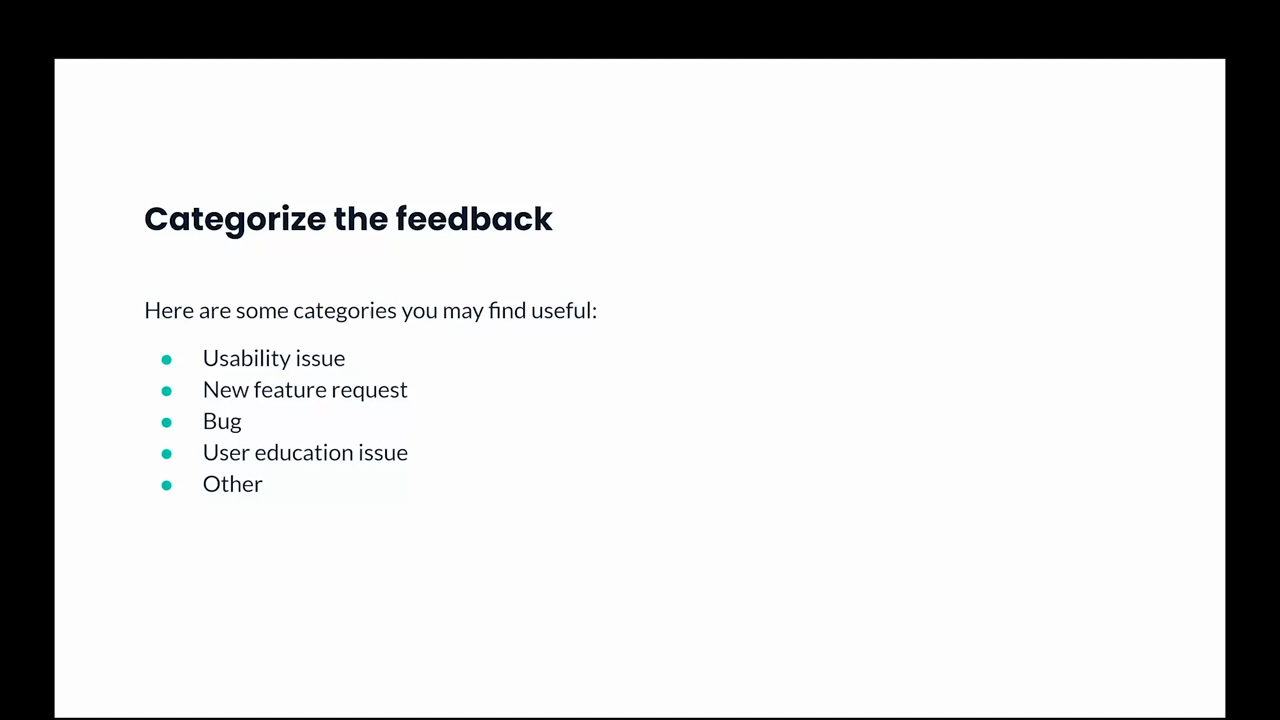 Categorize the feedback
Here are some categories you may find useful:
● Usability issue
● New feature request
● Bug
● User education issue
● Other